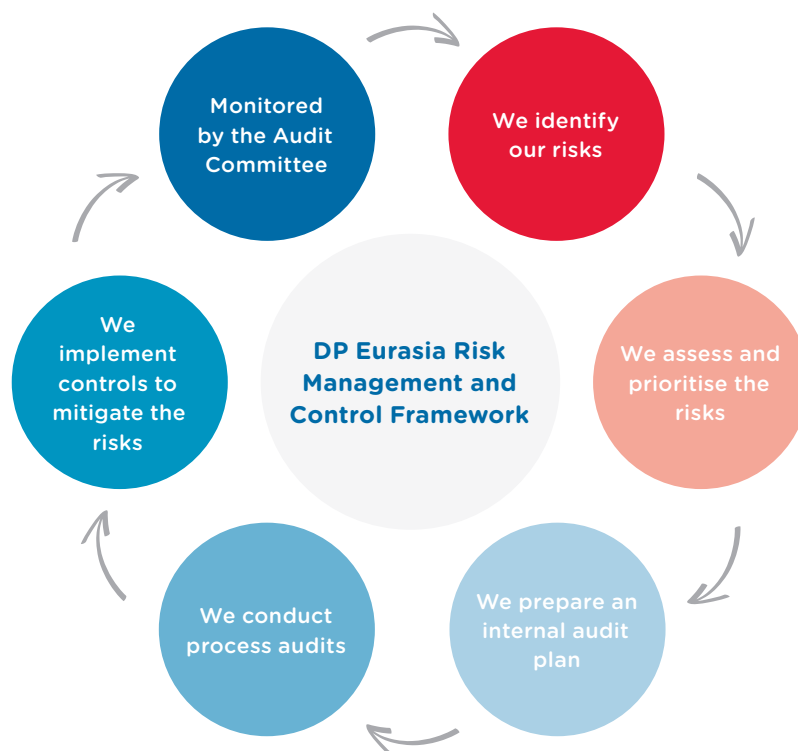 Monitored
by the Audit
Committee
We identify
our risks
We assess and
prioritise the
risks
We prepare an
internal audit
plan
We conduct
process audits
We
implement
controls to
mitigate the
risks
DP Eurasia Risk
Management and
Control Framework